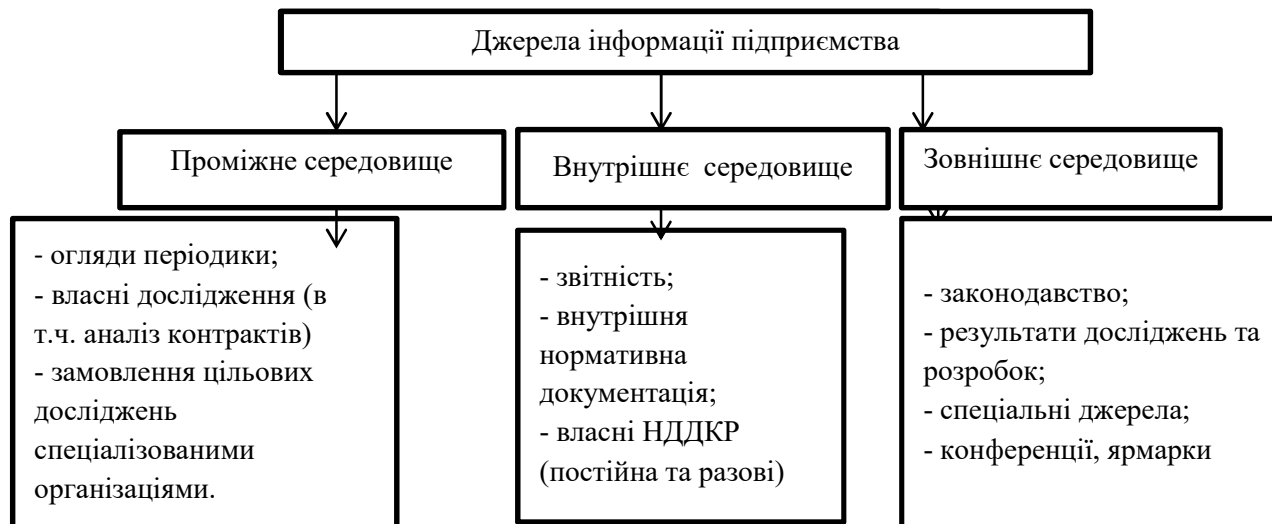 Джерела інформації підприємства
Проміжне середовище
Внутрішнє середовище
Зовнішнє середовище
- огляди періодики;
- власні дослідження (в
т.ч. аналіз контрактів)
- замовлення цільових
досліджень
спеціалізованими
організаціями.
- звітність;
- внутрішня
нормативна
документація;
- власні НДДКР
(постійна та разові)
- законодавство;
- результати досліджень та
розробок;
- спеціальні джерела;
- конференції, ярмарки